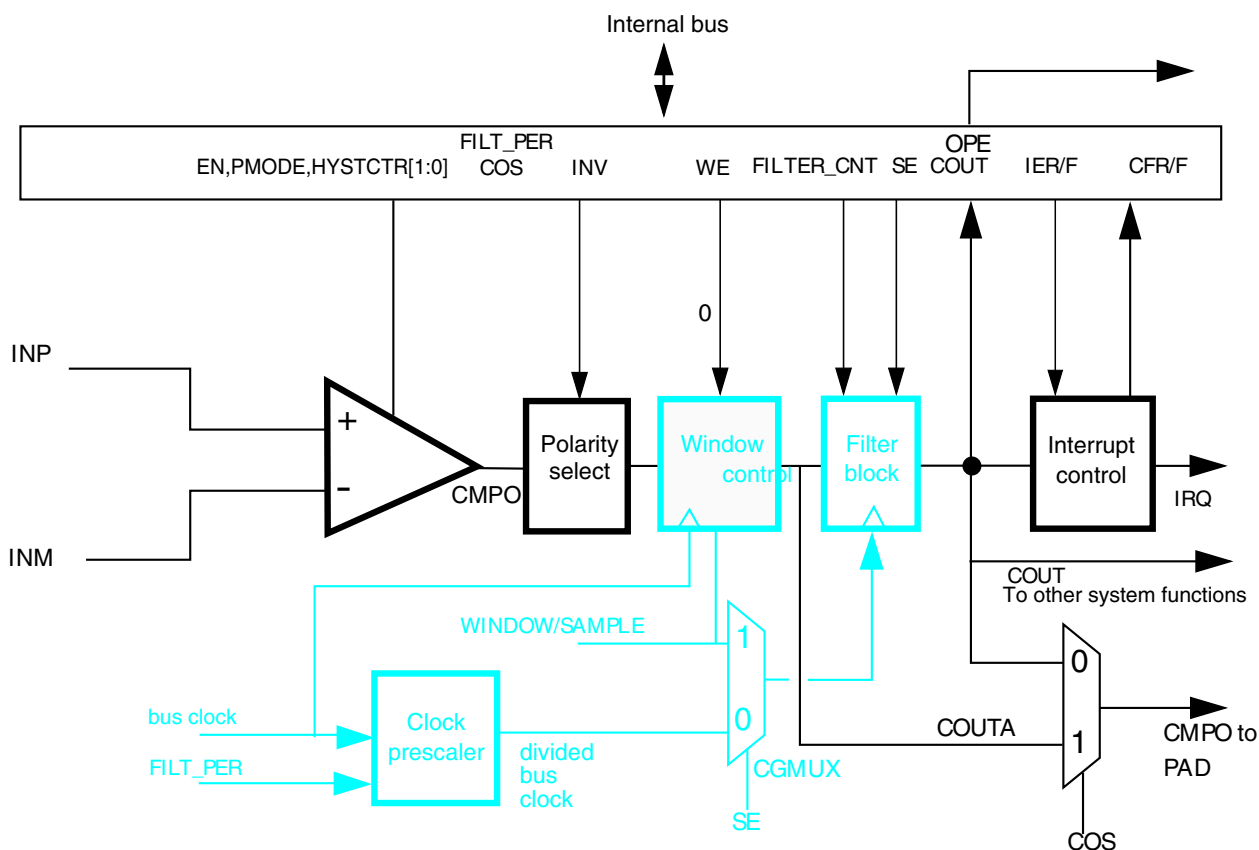 Internal bus
FILT_PER
OPE
EN,PMODE,HYSTCTR[1:0]
COS
INV
WE
FILTER_CNT
SE
COUT
IER/F
CFR/F
0
INP
+
-
INM
CMPO
Polarity
select
Window
control
Filter
block
Interrupt
control
IRQ
COUT
To other system functions
WINDOW/SAMPLE
1
0
CGMUX
SE
bus clock
FILT_PER
Clock
prescaler
divided
bus
clock
COUTA
0
1
CMPO to
PAD
COS